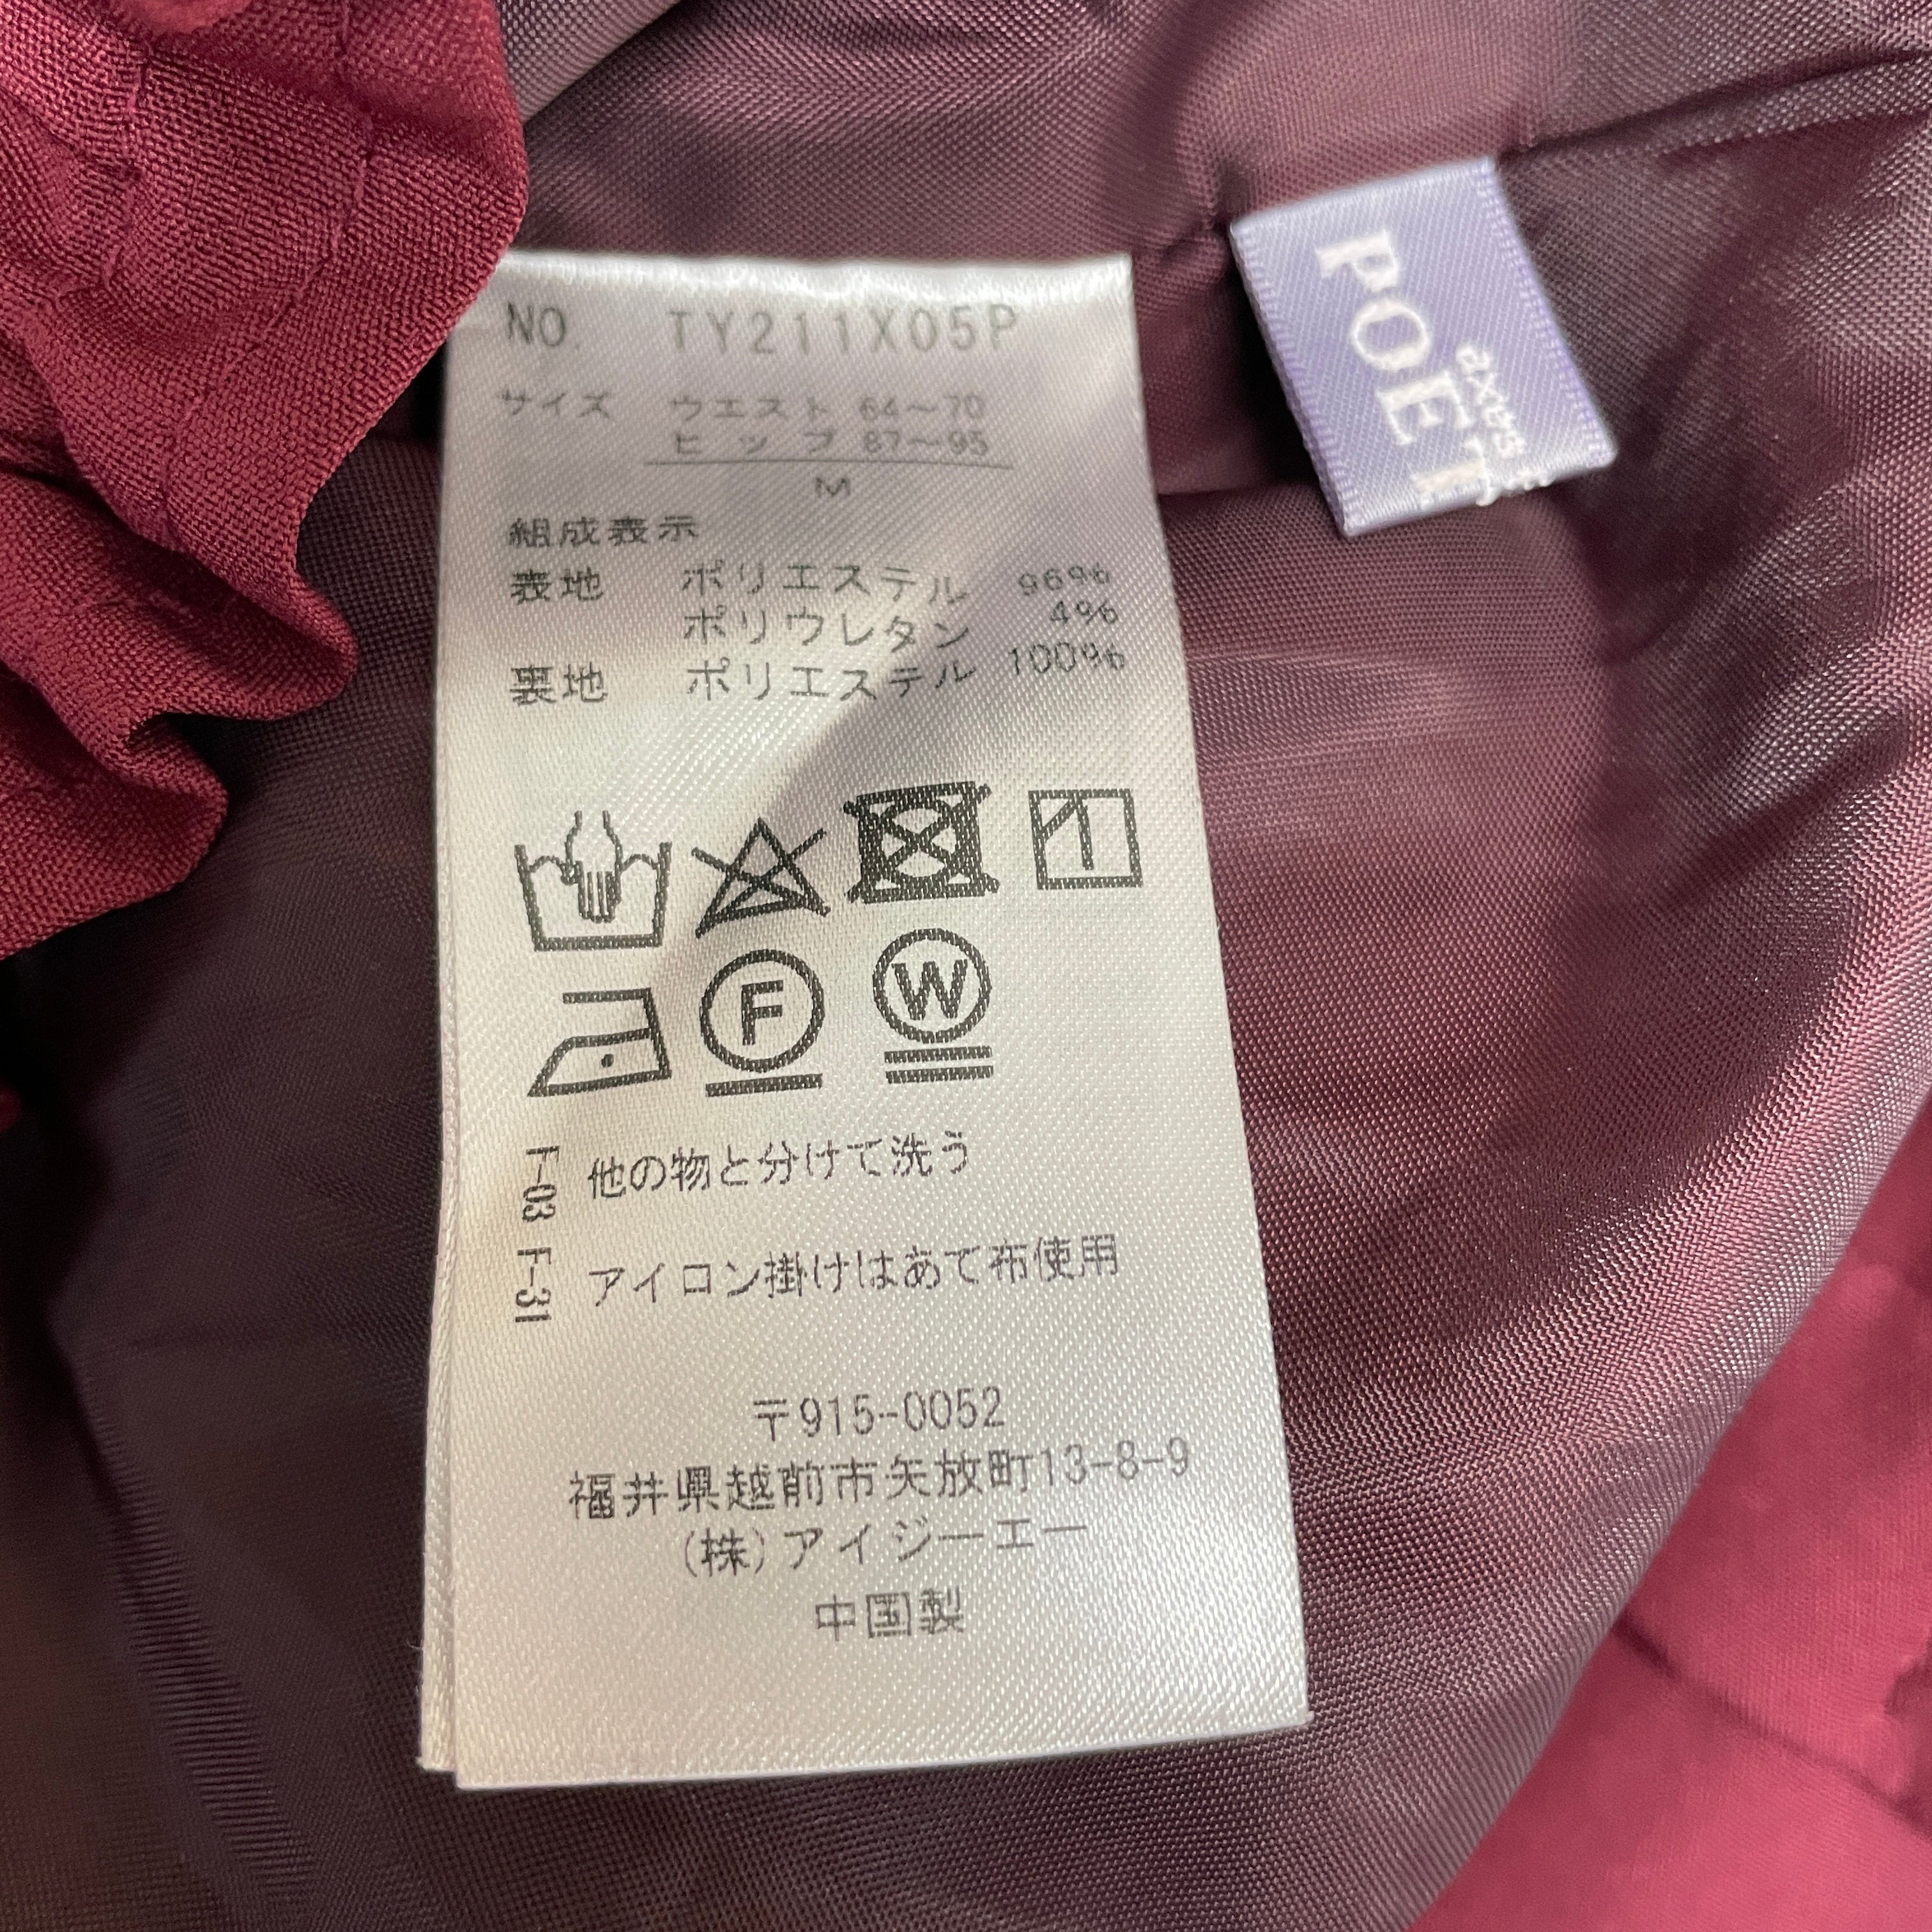 NO. TY211X05P
サイズ ウエスト 64～70
ヒップ 87～95
M
組成表示
表地 ポリエステル 96%
ポリウレタン 4%
裏地 ポリエステル 100%
F
W
F-03 F-31
他の物と分けて洗う
アイロン掛けはあて布使用
〒915-0052
福井県越前市矢放町13-8-9
(株)アイジーエー
中国製